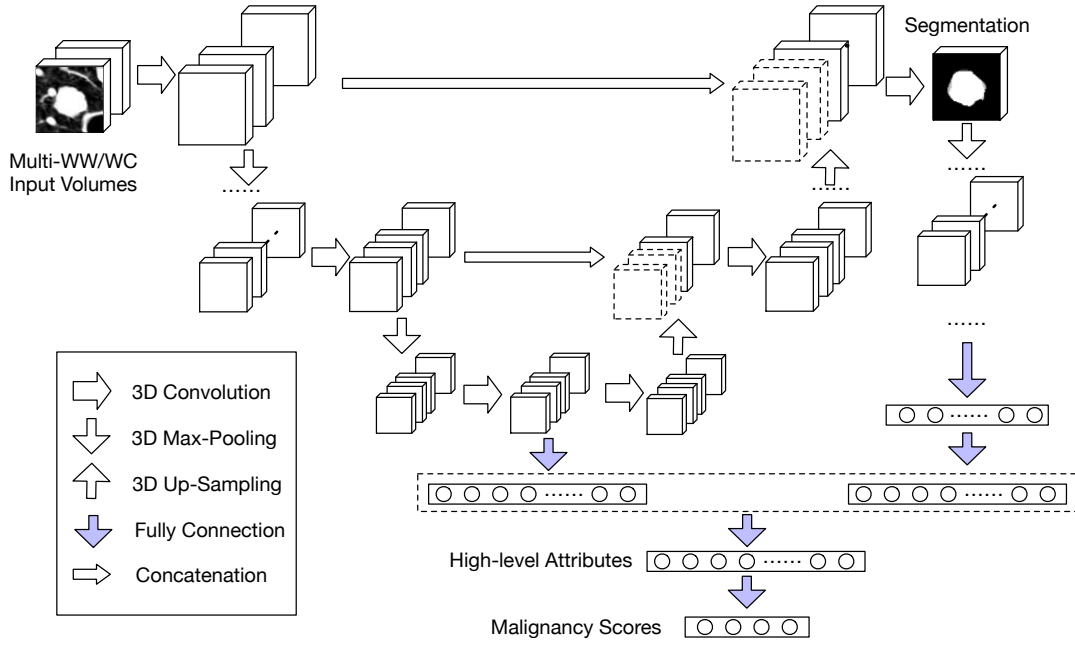 Segmentation
Multi-WW/WC
Input Volumes
3D Convolution
3D Max-Pooling
3D Up-Sampling
Fully Connection
Concatenation
High-level Attributes
Malignancy Scores